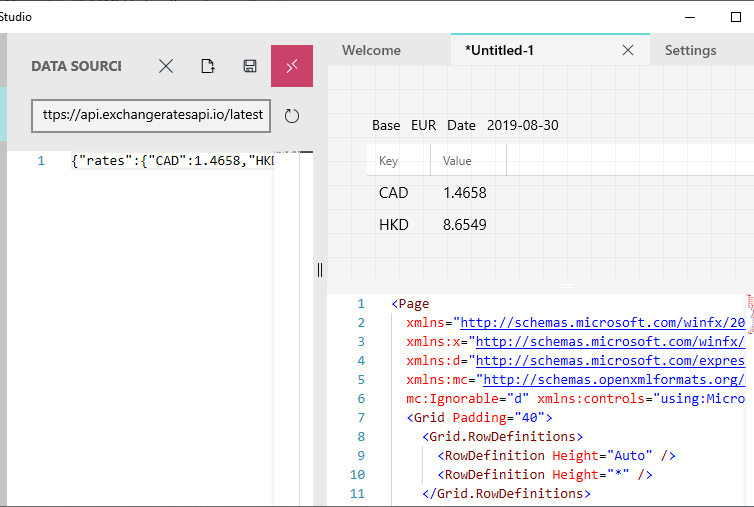 Studio
DATA SOURCI
ttps://api.exchangeratesapi.io/latest
1 {"rates":{"CAD":1.4658,"HKD
Welcome *Untitled-1 Settings
Base EUR Date 2019-08-30
Key Value
CAD 1.4658
HKD 8.6549
1 <Page
2 xmlns="http://schemas.microsoft.com/winfx/20
3 xmlns:x="http://schemas.microsoft.com/winfx/
4 xmlns:d="http://schemas.microsoft.com/expres
5 xmlns:mc="http://schemas.openxmlformats.org/
6 mc:Ignorable="d" xmlns:controls="using:Micro
7 <Grid Padding="40">
8 <Grid.RowDefinitions>
9 <RowDefinition Height="Auto" />
10 <RowDefinition Height="*" />
11 </Grid.RowDefinitions>